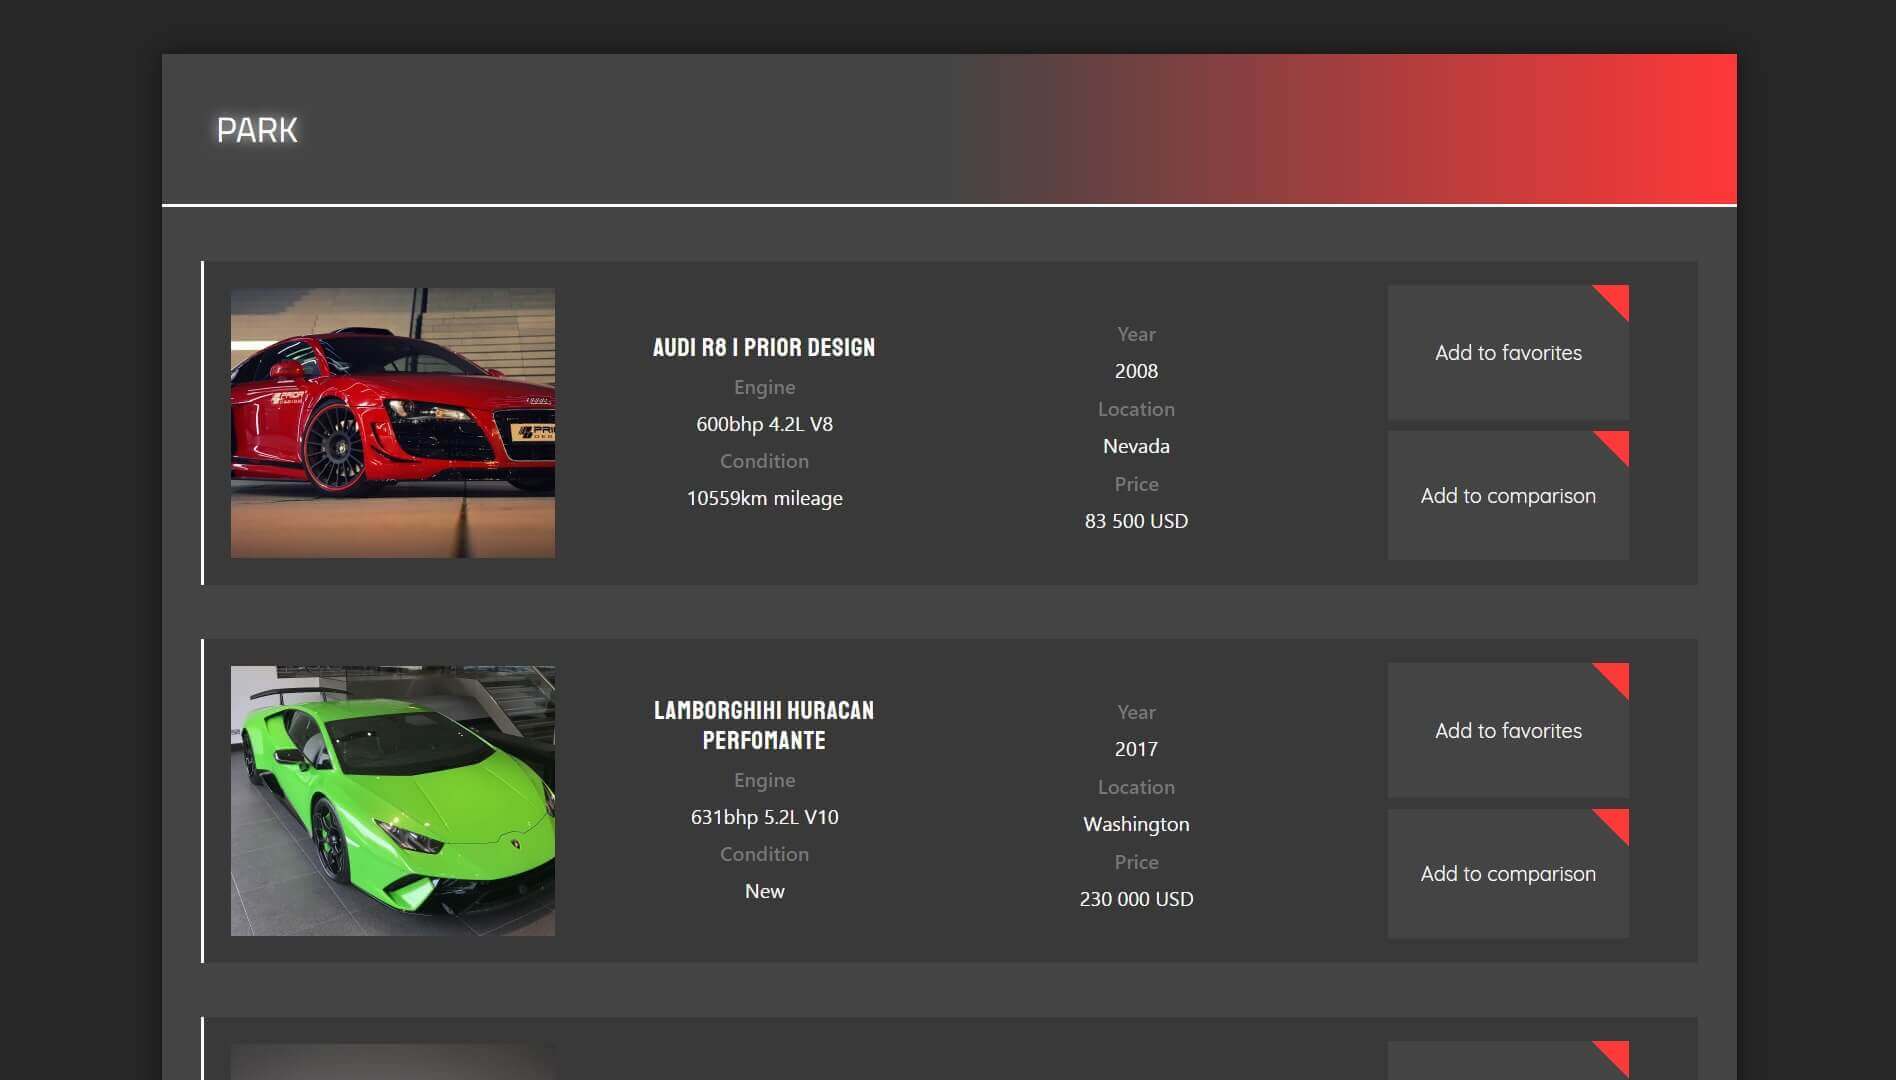 PARK
AUDI R8 I PRIOR DESIGN
Engine
600bhp 4.2L V8
Condition
10559km mileage
Year
2008
Location
Nevada
Price
83 500 USD
Add to favorites
Add to comparison
PRIOR
LAMBORGHIHI HURACAN
PERFOMANTE
Engine
631bhp 5.2L V10
Condition
New
Year
2017
Location
Washington
Price
230 000 USD
Add to favorites
Add to comparison